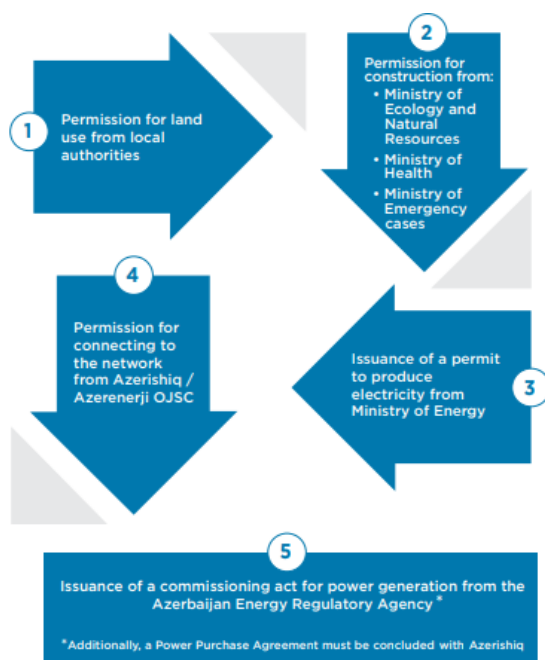 1
Permission for land
use from local
authorities
2
Permission for
construction from:
• Ministry of
Ecology and
Natural
Resources
• Ministry of
Health
• Ministry of
Emergency
cases
3
Issuance of a permit
to produce
electricity from
Ministry of Energy
4
Permission for
connecting to
the network
from Azerishiq /
Azerenerji OJSC
5
Issuance of a commissioning act for power generation from the
Azerbaijan Energy Regulatory Agency *
*Additionally, a Power Purchase Agreement must be concluded with Azerishiq